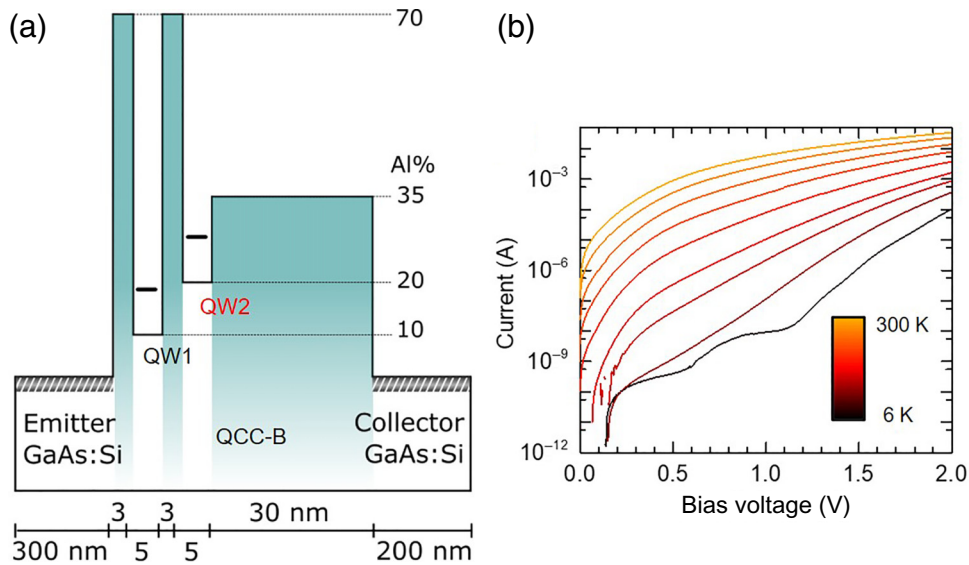 (a)
70
Al%
35
20
10
QW2
QW1
Emitter
GaAs:Si
QCC-B
Collector
GaAs:Si
3 3 30 nm
300 nm 5 5 200 nm
(b)
Current (A)
10⁻³
10⁻⁶
10⁻⁹
10⁻¹²
300 K
6 K
0.0 0.5 1.0 1.5 2.0
Bias voltage (V)